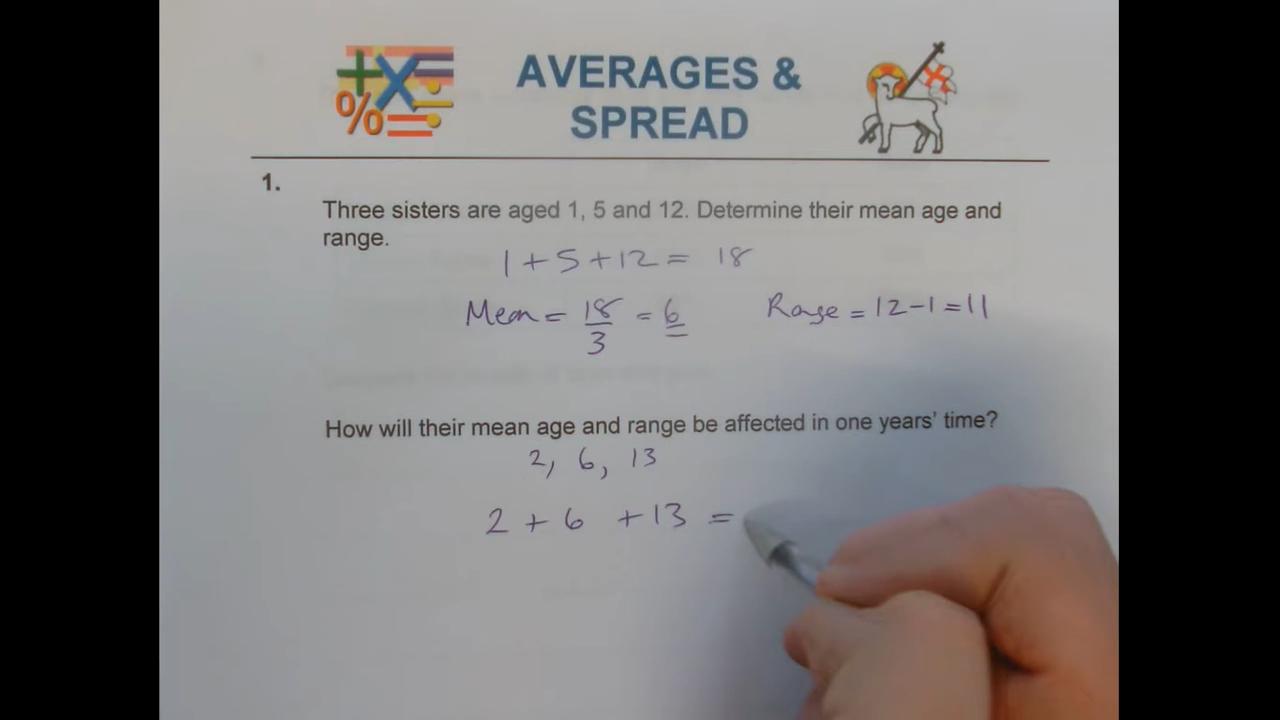 AVERAGES &
SPREAD
1.
Three sisters are aged 1, 5 and 12. Determine their mean age and
range.
1 + 5 + 12 = 18
Mean = 18/3 = 6 Range = 12 - 1 = 11
How will their mean age and range be affected in one years' time?
2, 6, 13
2 + 6 + 13 =